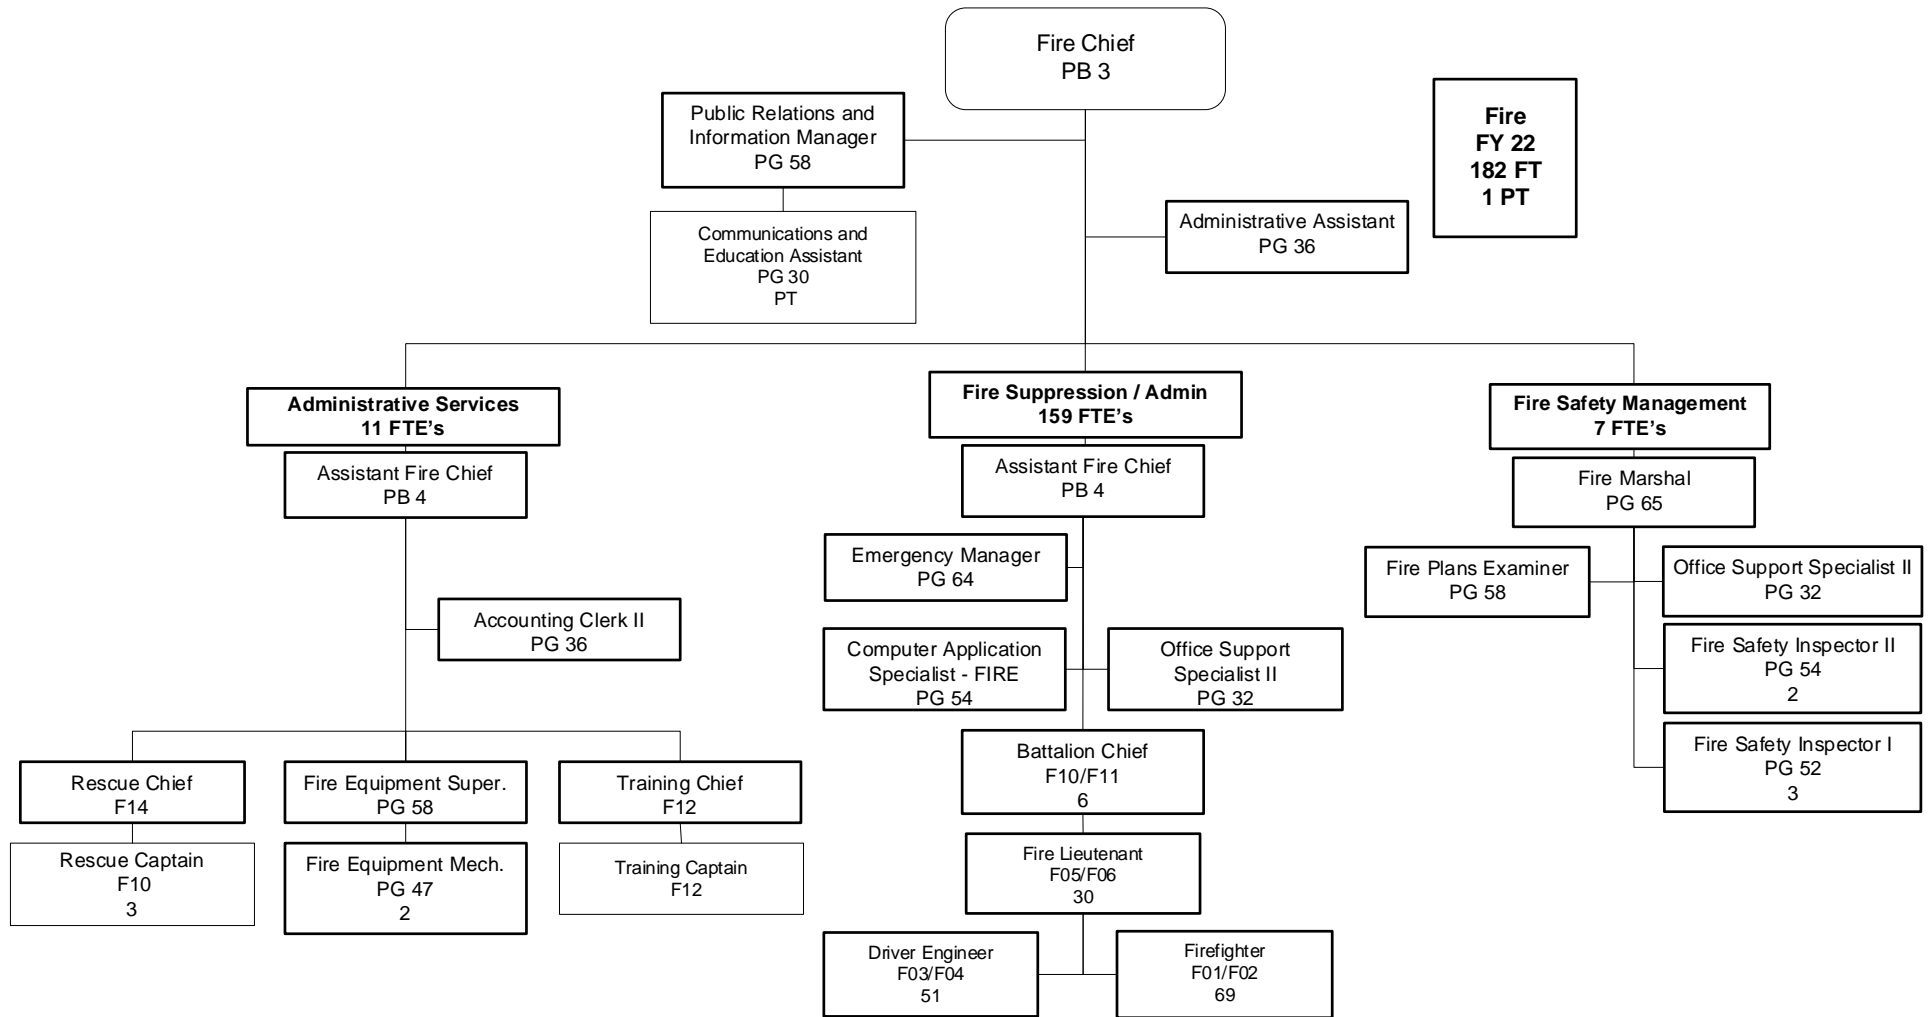 Fire Chief
PB 3
Public Relations and
Information Manager
PG 58
Fire
FY 22
182 FT
1 PT
Communications and
Education Assistant
PG 30
PT
Administrative Assistant
PG 36
Administrative Services
11 FTE’s
Assistant Fire Chief
PB 4
Accounting Clerk II
PG 36
Rescue Chief
F14
Rescue Captain
F10
3
Fire Equipment Super.
PG 58
Fire Equipment Mech.
PG 47
2
Training Chief
F12
Training Captain
F12
Fire Suppression / Admin
159 FTE’s
Assistant Fire Chief
PB 4
Emergency Manager
PG 64
Computer Application
Specialist - FIRE
PG 54
Office Support
Specialist II
PG 32
Battalion Chief
F10/F11
6
Fire Lieutenant
F05/F06
30
Driver Engineer
F03/F04
51
Firefighter
F01/F02
69
Fire Safety Management
7 FTE’s
Fire Marshal
PG 65
Fire Plans Examiner
PG 58
Office Support Specialist II
PG 32
Fire Safety Inspector II
PG 54
2
Fire Safety Inspector I
PG 52
3